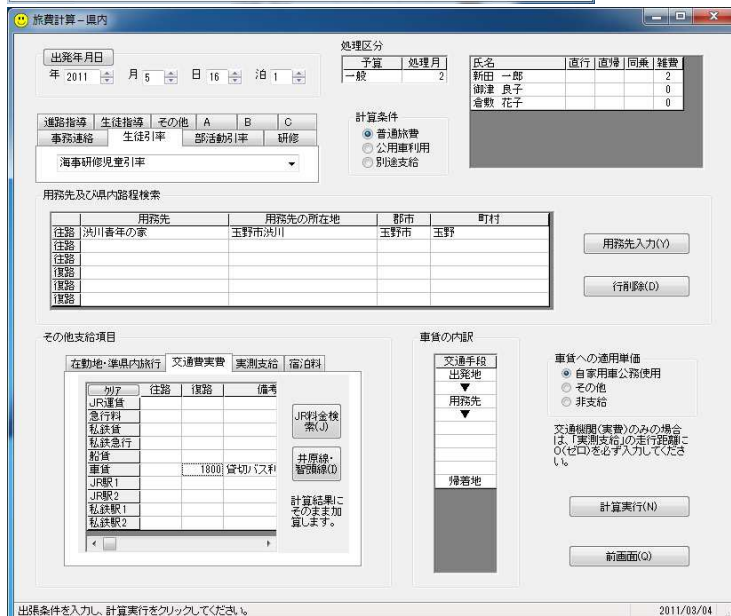 旅費計算-県内
出発年月日
年 2011 月 5 日 16 泊 1
処理区分
予算 処理月
一般 2
氏名 直行 直帰 同乗 雑費
新田 一郎 2
御津 良子 0
倉敷 花子 0
進路指導 生徒指導 その他 A B C
事務連絡 生徒引率 部活動引率 研修
海事研修児童引率
計算条件
普通旅費
公用車利用
別途支給
用務先及び県内路程検索
用務先 用務先の所在地 郡市 町村
往路 渋川青年の家 玉野市渋川 玉野市 玉野
往路
往路
復路
復路
復路
用務先入力(Y)
行削除(D)
その他支給項目
在勤地・準県内旅行 交通費実費 実測支給 宿泊料
クリア 往路 復路 備考
JR運賃
急行料
私鉄賃
私鉄急行
船賃
車賃 1800 貸切バス利
JR駅1
JR駅2
私鉄駅1
私鉄駅2
JR料金検索(J)
井原線・智頭線(I)
計算結果に
そのまま加
算します。
車賃の内訳
交通手段
出発地
▼
用務先
▼
帰着地
車賃への適用単価
自家用車公務使用
その他
非支給
交通機関(実費)のみの場合
は、「実測支給」の走行距離に
0(ゼロ)を必ず入力してくださ
い。
計算実行(N)
前画面(Q)
出張条件を入力し、計算実行をクリックしてください。 2011/03/04